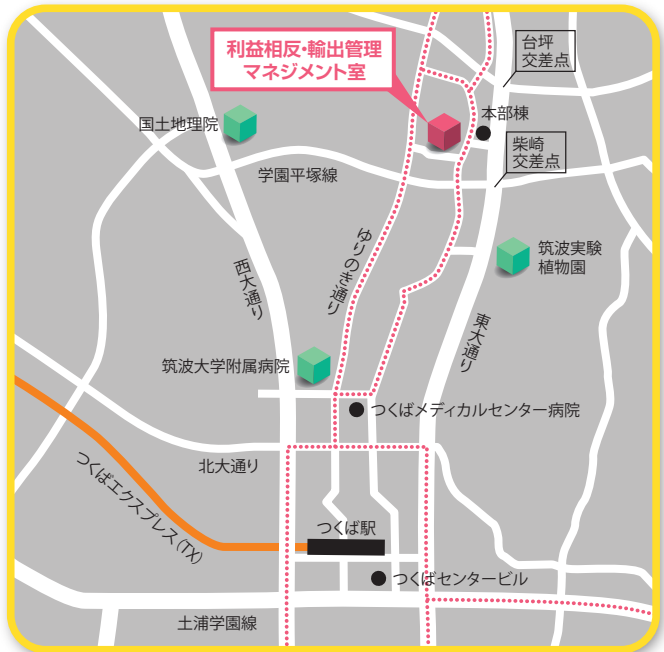 利益相反・輸出管理
マネジメント室
台坪
交差点
国土地理院
本部棟
柴崎
交差点
学園平塚線
ゆりのき通り
筑波実験
植物園
西大通り
東大通り
筑波大学附属病院
つくばメディカルセンター病院
北大通り
つくばエクスプレス(TX)
つくば駅
つくばセンタービル
土浦学園線